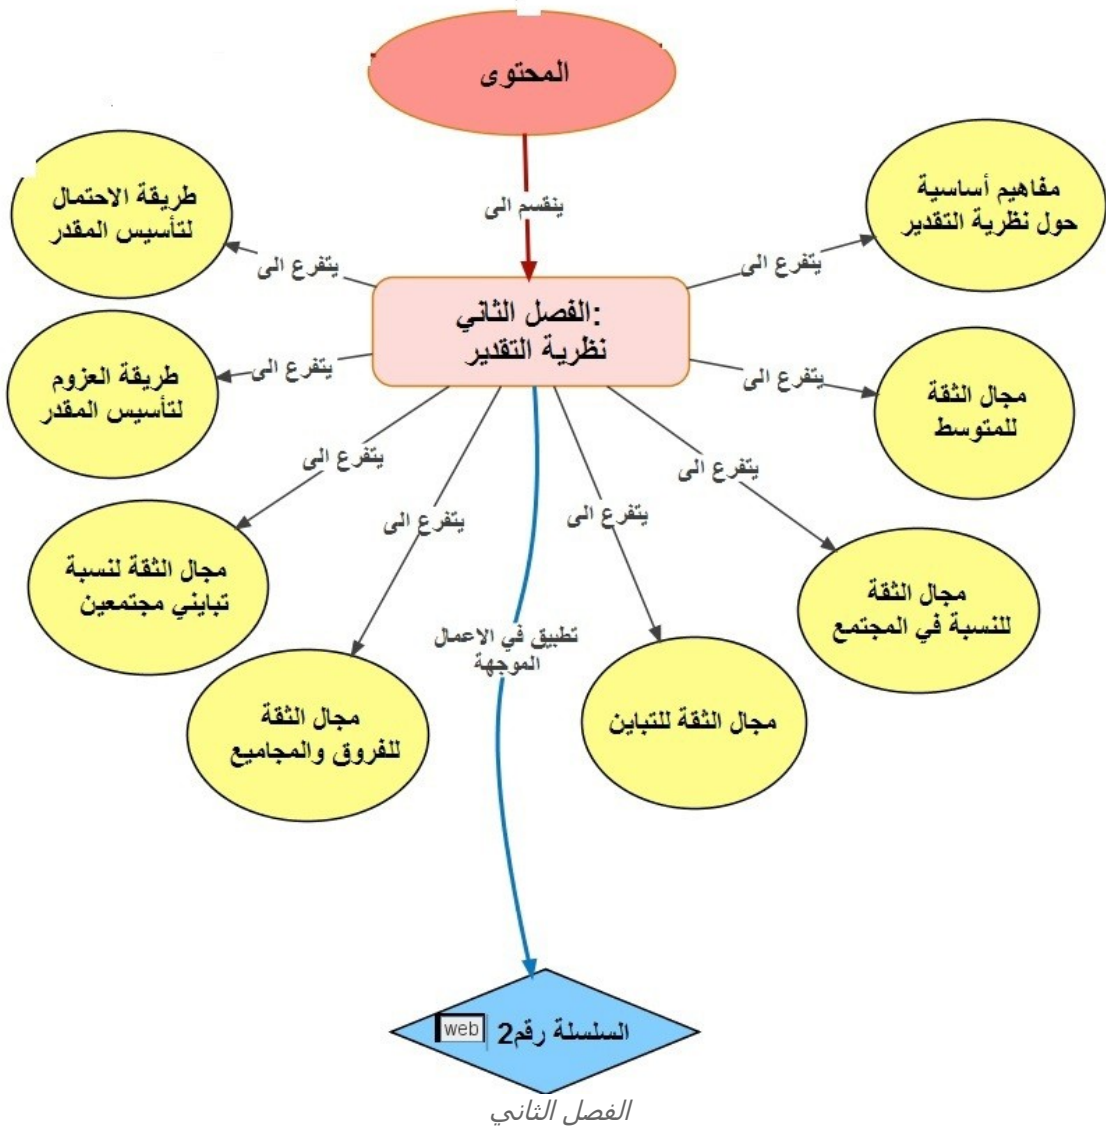 المحتوى
ينقسم الى
الفصل الثاني:
نظرية التقدير
مفاهيم أساسية
حول نظرية التقدير
يتفرع الى
مجال الثقة
للمتوسط
يتفرع الى
مجال الثقة
للنسبة في المجتمع
يتفرع الى
مجال الثقة للتباين
يتفرع الى
مجال الثقة
للفروق والمجاميع
يتفرع الى
مجال الثقة لنسبة
تبايني مجتمعين
يتفرع الى
طريقة العزوم
لتأسيس المقدر
يتفرع الى
طريقة الاحتمال
لتأسيس المقدر
يتفرع الى
تطبيق في الاعمال
الموجهة
السلسلة رقم2
web
الفصل الثاني